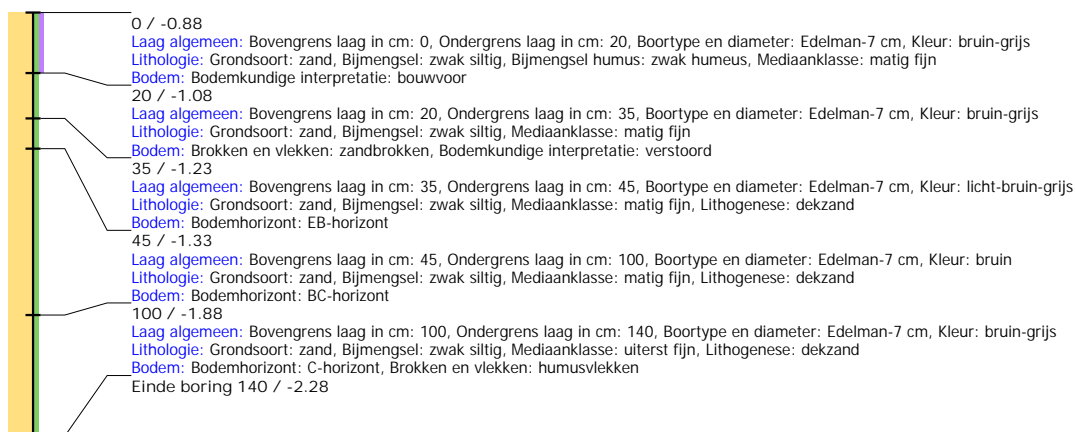 0 / -0.88
Laag algemeen: Bovengrens laag in cm: 0, Ondergrens laag in cm: 20, Boortype en diameter: Edelman-7 cm, Kleur: bruin-grijs
Lithologie: Grondsoort: zand, Bijmengsel: zwak siltig, Bijmengsel humus: zwak humeus, Mediaanklasse: matig fijn
Bodem: Bodemkundige interpretatie: bouwvoor
20 / -1.08
Laag algemeen: Bovengrens laag in cm: 20, Ondergrens laag in cm: 35, Boortype en diameter: Edelman-7 cm, Kleur: bruin-grijs
Lithologie: Grondsoort: zand, Bijmengsel: zwak siltig, Mediaanklasse: matig fijn
Bodem: Brokken en vlekken: zandbrokken, Bodemkundige interpretatie: verstoord
35 / -1.23
Laag algemeen: Bovengrens laag in cm: 35, Ondergrens laag in cm: 45, Boortype en diameter: Edelman-7 cm, Kleur: licht-bruin-grijs
Lithologie: Grondsoort: zand, Bijmengsel: zwak siltig, Mediaanklasse: matig fijn, Lithogenese: dekzand
Bodem: Bodemhorizont: EB-horizont
45 / -1.33
Laag algemeen: Bovengrens laag in cm: 45, Ondergrens laag in cm: 100, Boortype en diameter: Edelman-7 cm, Kleur: bruin
Lithologie: Grondsoort: zand, Bijmengsel: zwak siltig, Mediaanklasse: matig fijn, Lithogenese: dekzand
Bodem: Bodemhorizont: BC-horizont
100 / -1.88
Laag algemeen: Bovengrens laag in cm: 100, Ondergrens laag in cm: 140, Boortype en diameter: Edelman-7 cm, Kleur: bruin-grijs
Lithologie: Grondsoort: zand, Bijmengsel: zwak siltig, Mediaanklasse: uiterst fijn, Lithogenese: dekzand
Bodem: Bodemhorizont: C-horizont, Brokken en vlekken: humusvlekken
Einde boring 140 / -2.28